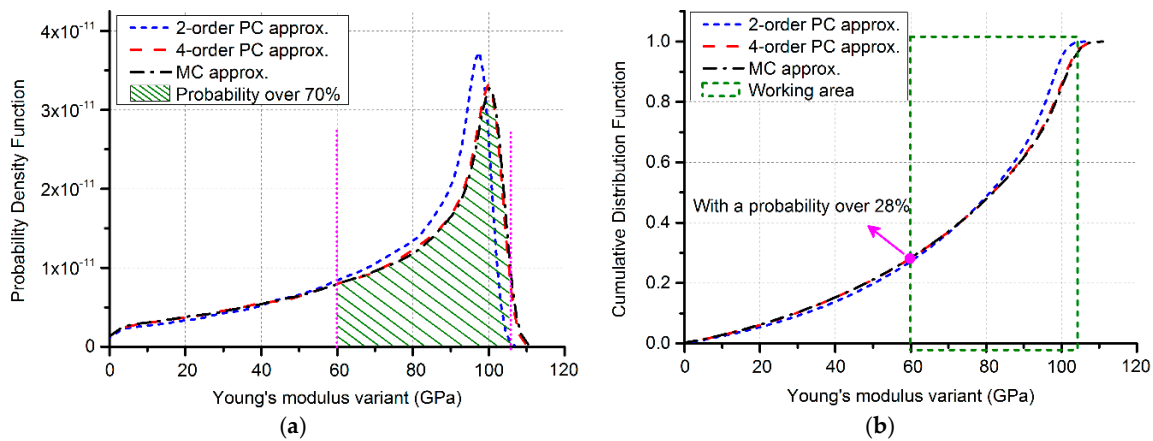 4x10⁻¹¹
3x10⁻¹¹
2x10⁻¹¹
1x10⁻¹¹
0
Probability Density Function
2-order PC approx.
4-order PC approx.
MC approx.
Probability over 70%
0 20 40 60 80 100 120
Young's modulus variant (GPa)
(a)
1.0
0.8
0.6
0.4
0.2
0.0
Cumulative Distribution Function
2-order PC approx.
4-order PC approx.
MC approx.
Working area
With a probability over 28%
0 20 40 60 80 100 120
Young's modulus variant (GPa)
(b)